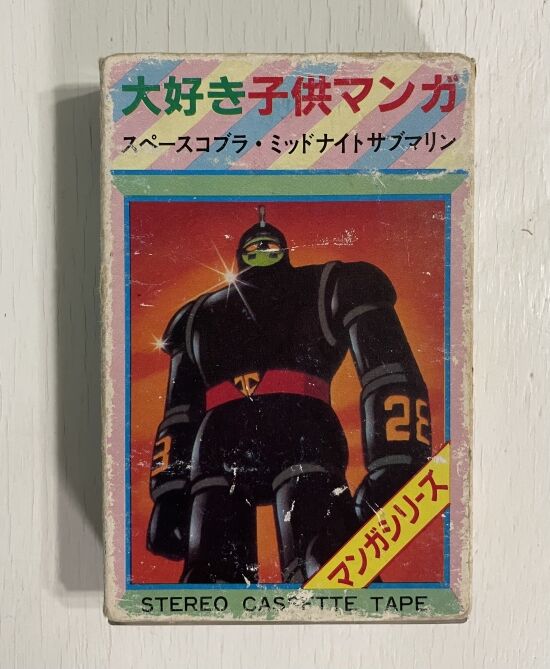 大好き子供マンガ
スペースコブラ・ミッドナイトサブマリン
28
マンガシリーズ
STEREO CASSETTE TAPE